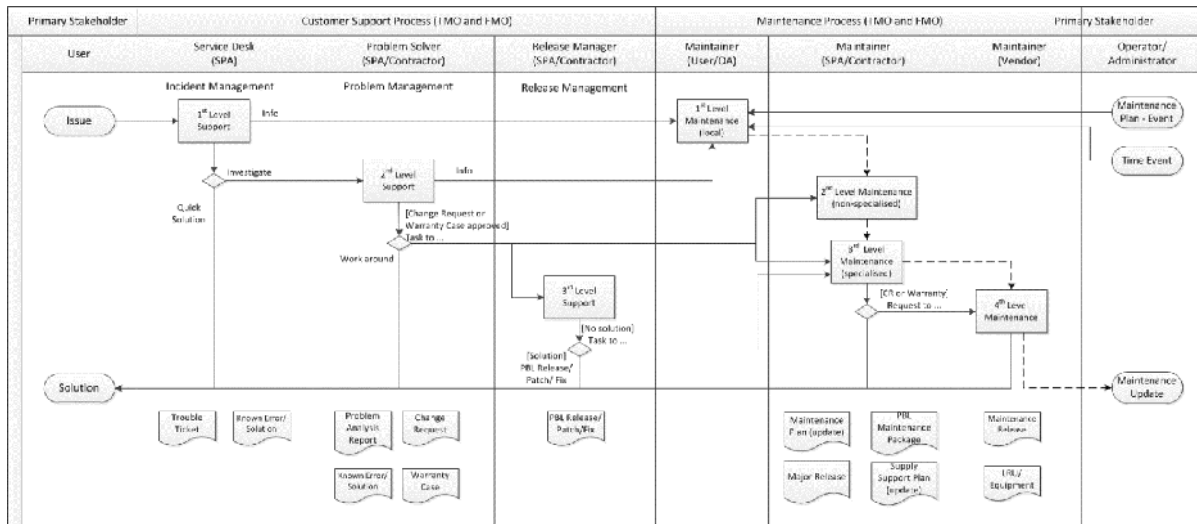 Primary Stakeholder
Customer Support Process (TMO and FMO)
Maintenance Process (TMO and FMO)
Primary Stakeholder
User
Service Desk
(SPA)
Problem Solver
(SPA/Contractor)
Release Manager
(SPA/Contractor)
Maintainer
(User/OA)
Maintainer
(SPA/Contractor)
Maintainer
(Vendor)
Operator/
Administrator
Incident Management
Problem Management
Release Management
Issue
1st Level
Support
Info
1st Level
Maintenance
(local)
Maintenance
Plan - Event
Time Event
Investigate
2nd Level
Support
Info
2nd Level Maintenance
(non-specialised)
Quick
Solution
[Change Request or
Warranty Case approved]
Task to ...
Work around
3rd Level
Maintenance
(specialised)
3rd Level
Support
[CR or Warranty]
Request to ...
4th Level
Maintenance
[No solution]
Task to ...
[Solution]
PBL Release/
Patch/ Fix
Solution
Maintenance
Update
Trouble
Ticket
Known Error/
Solution
Problem
Analysis
Report
Change
Request
PBL Release/
Patch/Fix
Maintenance
Plan (update)
PBL
Maintenance
Package
Maintenance
Release
Known Error/
Solution
Warranty
Case
Major Release
Supply
Support Plan
(update)
LRU/
Equipment